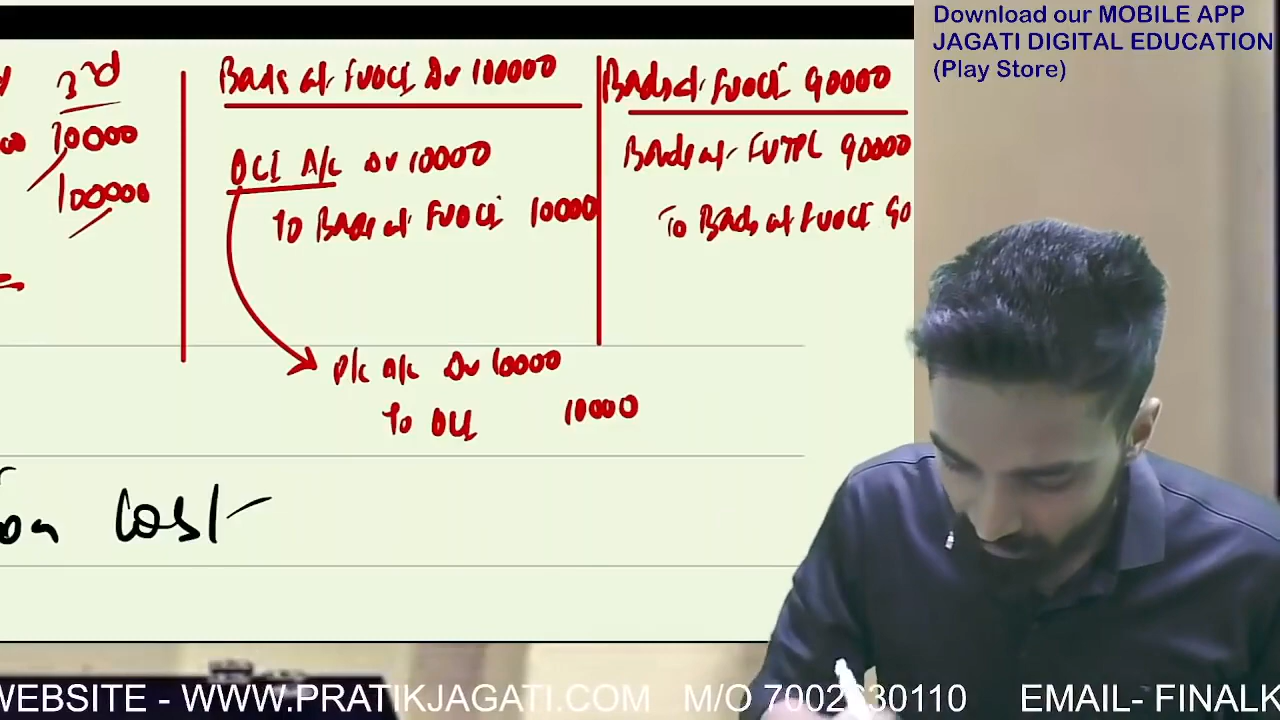 Download our MOBILE APP
JAGATI DIGITAL EDUCATION
(Play Store)
3rd
10000
100000
Bonds at FVOCI Dr 100000
OCI A/c Dr 10000
To Bonds at FVOCI 10000
P/L a/c Dr 10000
To OCI 10000
Bonds at FVOCI 90000
Bonds at FVTPL 90000
To Bonds at FVOCI 90
Cost
WEBSITE - WWW.PRATIKJAGATI.COM M/O 7002630110 EMAIL- FINALK